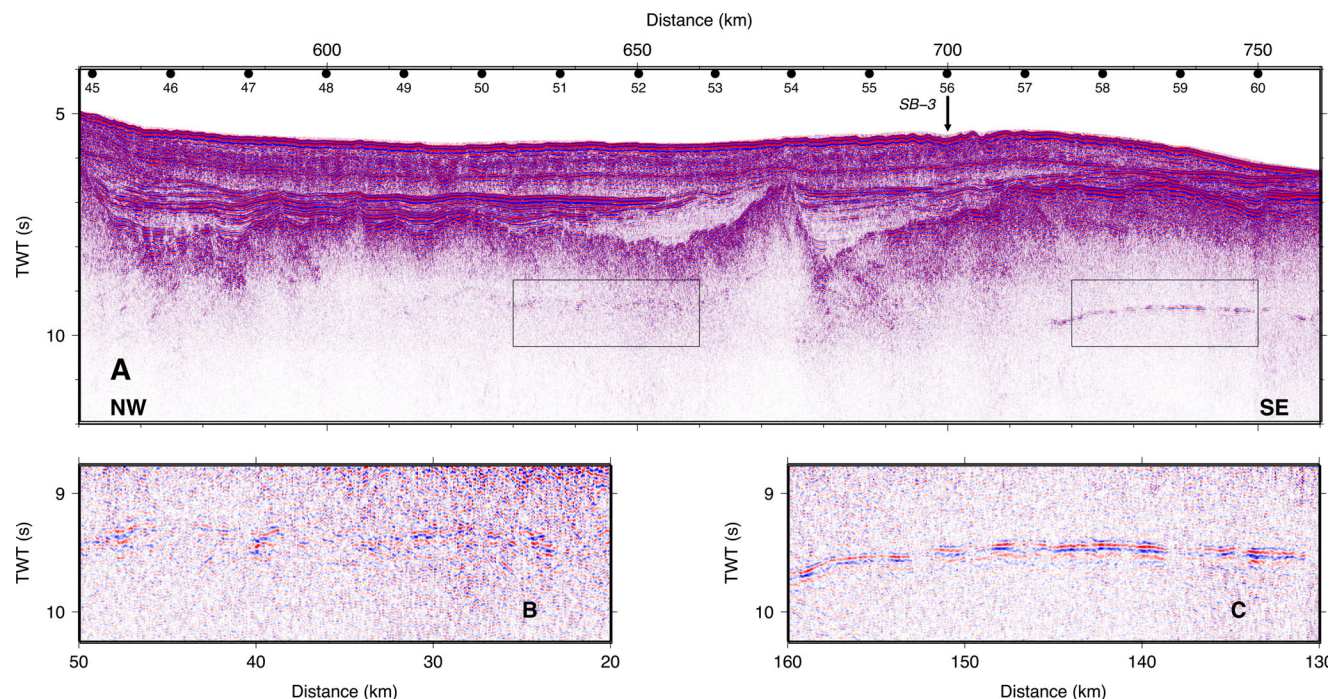 Distance (km)
600 650 700 750
45 46 47 48 49 50 51 52 53 54 55 56 57 58 59 60
SB–3
5
10
TWT (s)
A
NW SE
9
10
TWT (s)
B
50 40 30 20
Distance (km)
9
10
TWT (s)
C
160 150 140 130
Distance (km)